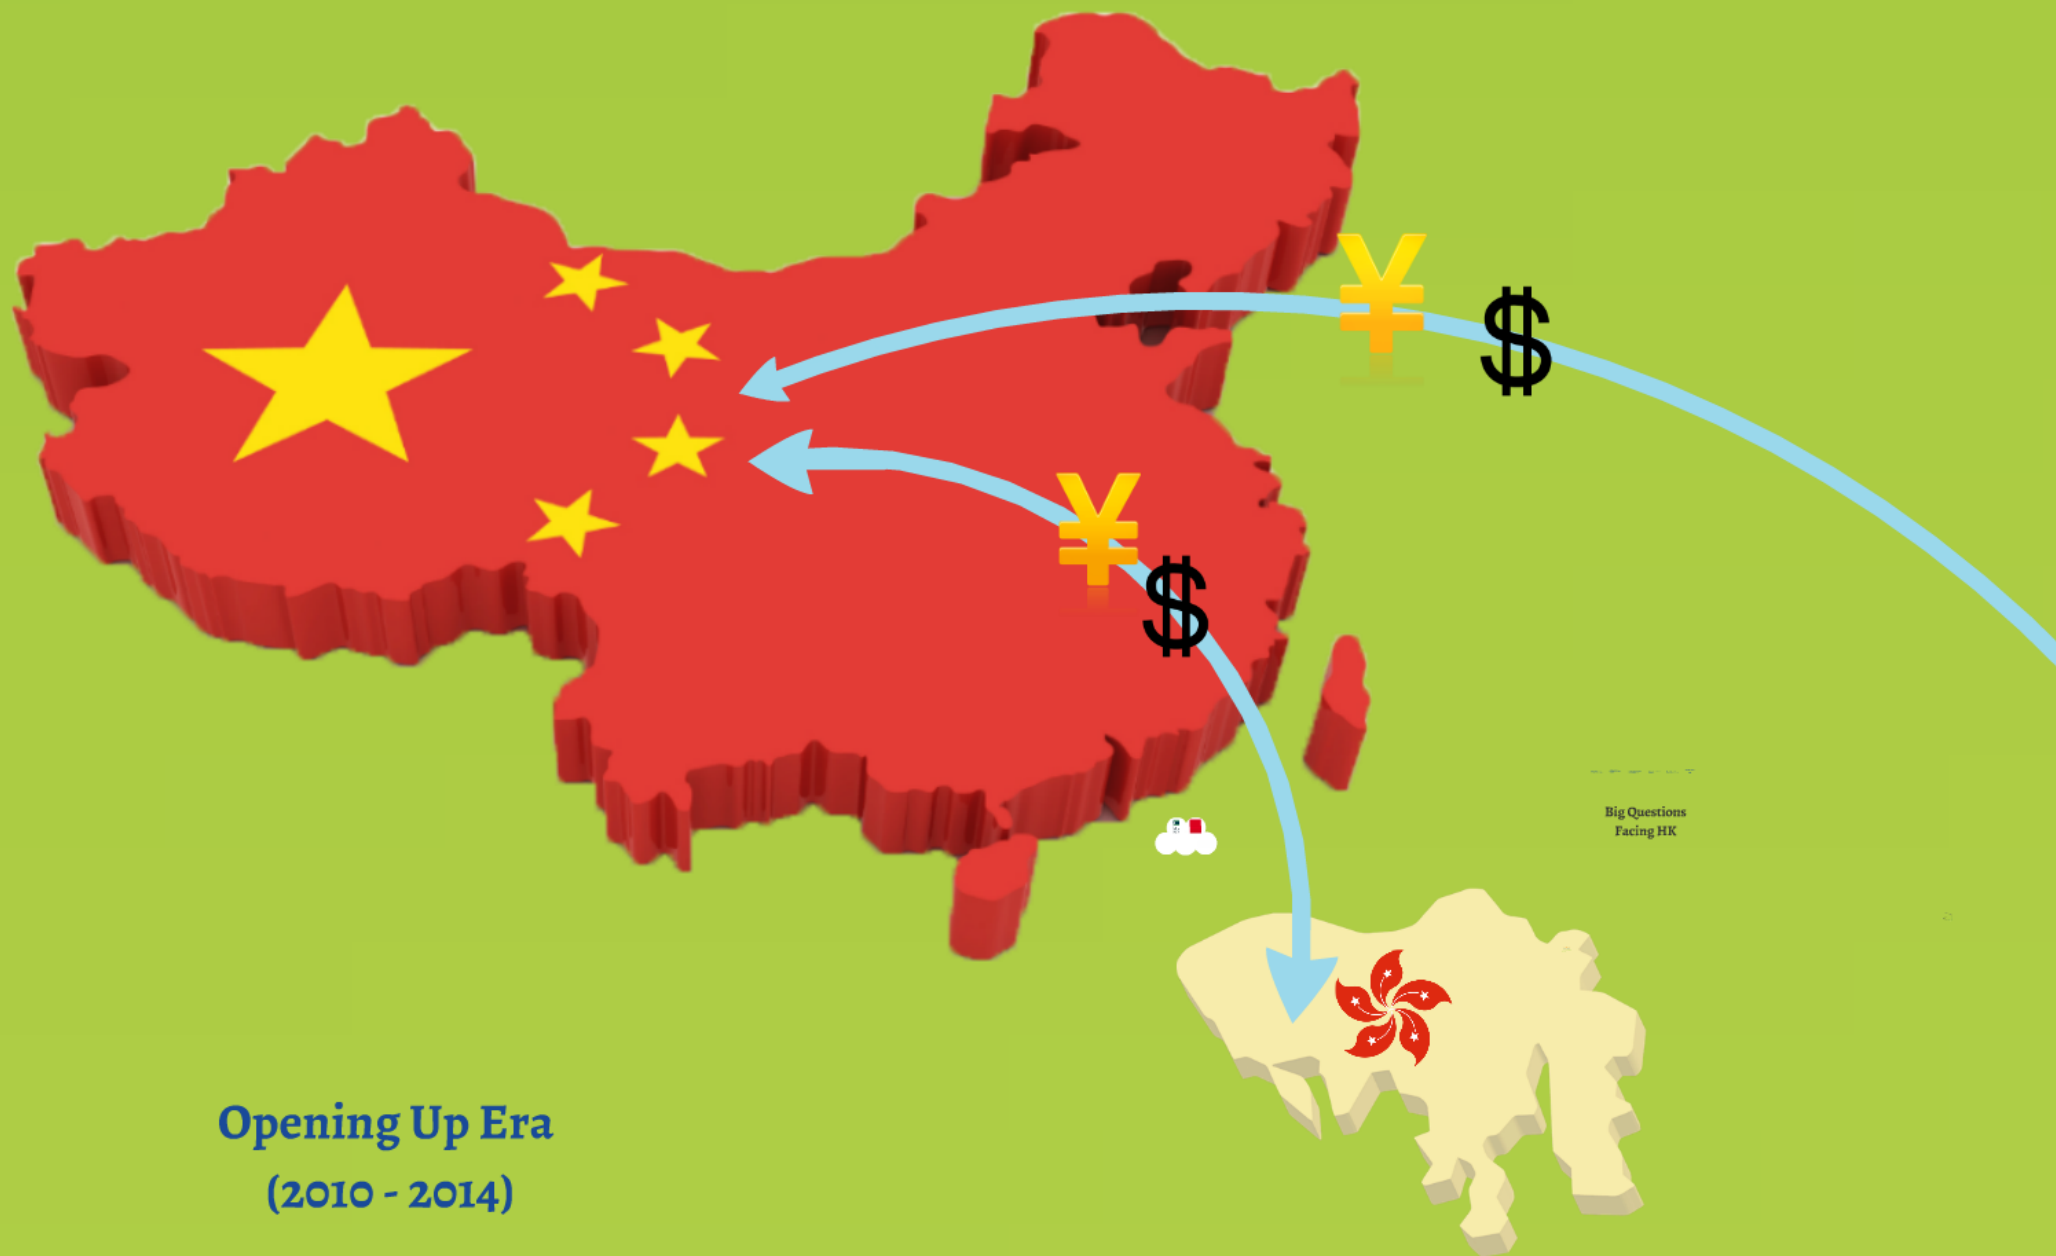 ¥
$
¥
$
Big Questions
Facing HK
Opening Up Era
(2010 - 2014)